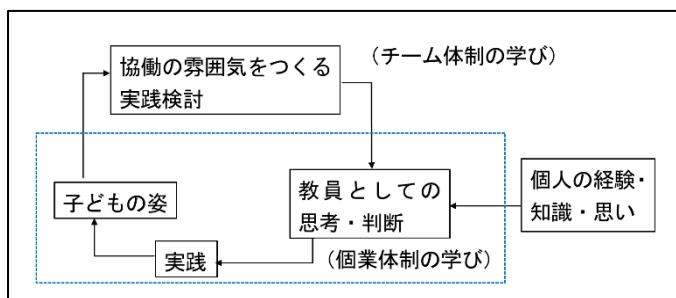 協働の雰囲気をつくる
実践検討
(チーム体制の学び)
子どもの姿
教員としての
思考・判断
個人の経験・
知識・思い
実践
(個業体制の学び)